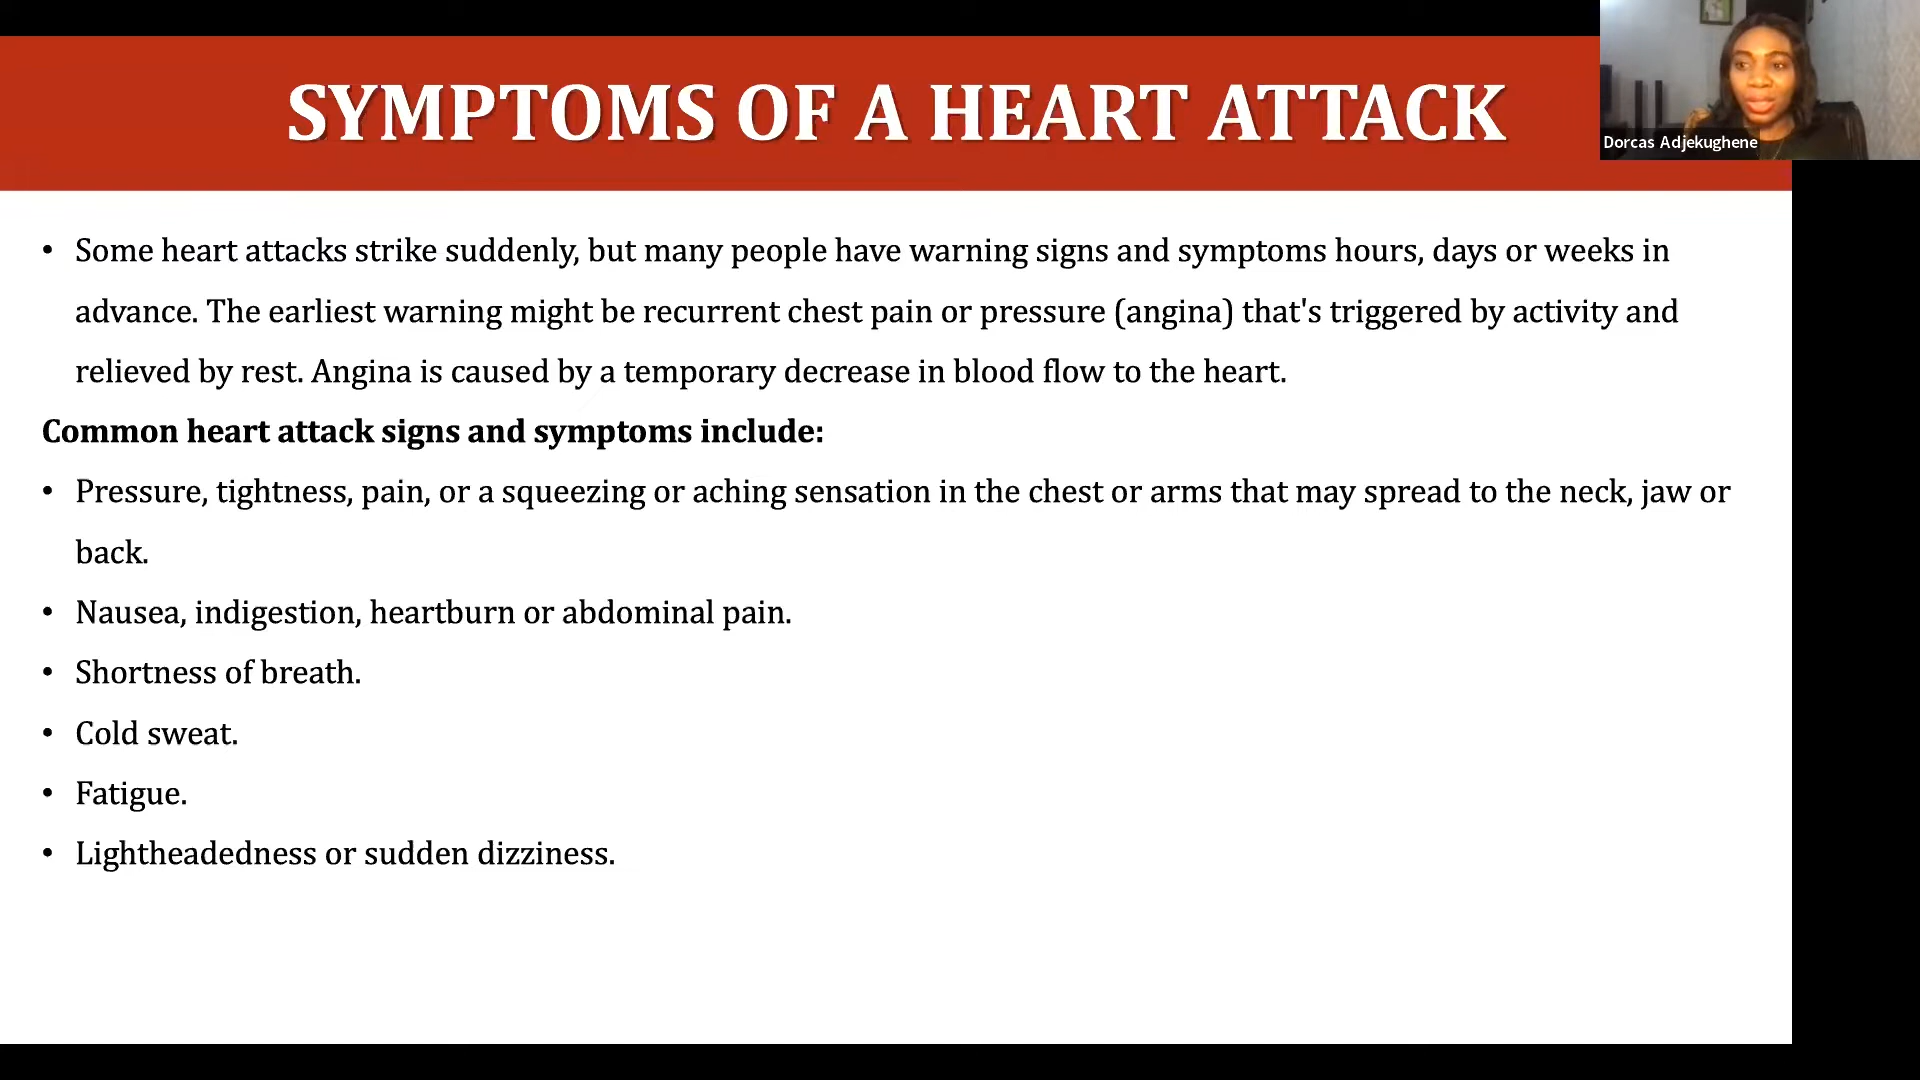 SYMPTOMS OF A HEART ATTACK
Dorcas Adjekughene
• Some heart attacks strike suddenly, but many people have warning signs and symptoms hours, days or weeks in
advance. The earliest warning might be recurrent chest pain or pressure (angina) that's triggered by activity and
relieved by rest. Angina is caused by a temporary decrease in blood flow to the heart.
Common heart attack signs and symptoms include:
• Pressure, tightness, pain, or a squeezing or aching sensation in the chest or arms that may spread to the neck, jaw or
back.
• Nausea, indigestion, heartburn or abdominal pain.
• Shortness of breath.
• Cold sweat.
• Fatigue.
• Lightheadedness or sudden dizziness.